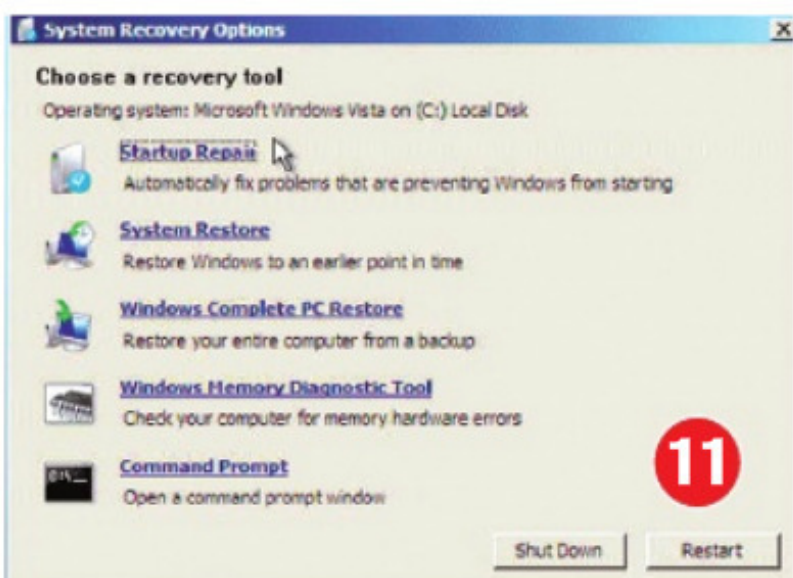 System Recovery Options
Choose a recovery tool
Operating system: Microsoft Windows Vista on (C:) Local Disk
Startup Repair
Automatically fix problems that are preventing Windows from starting
System Restore
Restore Windows to an earlier point in time
Windows Complete PC Restore
Restore your entire computer from a backup
Windows Memory Diagnostic Tool
Check your computer for memory hardware errors
Command Prompt
Open a command prompt window
11
Shut Down
Restart